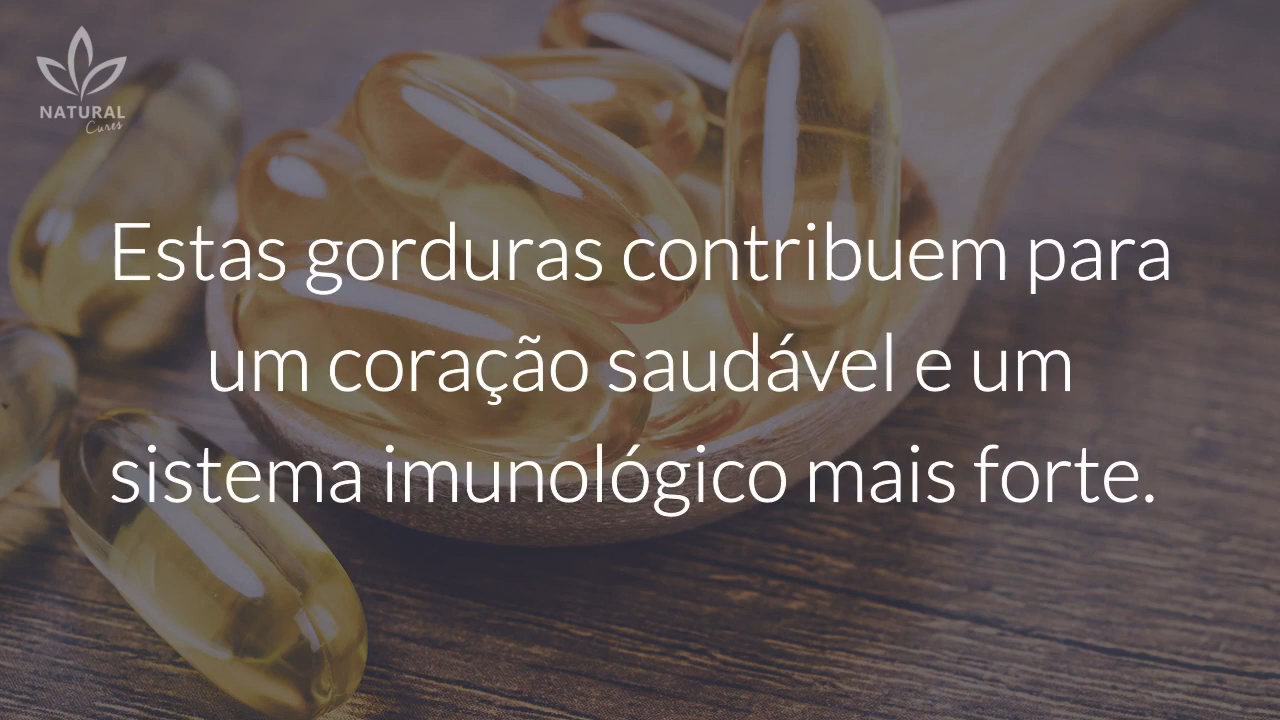 NATURAL
Cures
Estas gorduras contribuem para
um coração saudável e um
sistema imunológico mais forte.